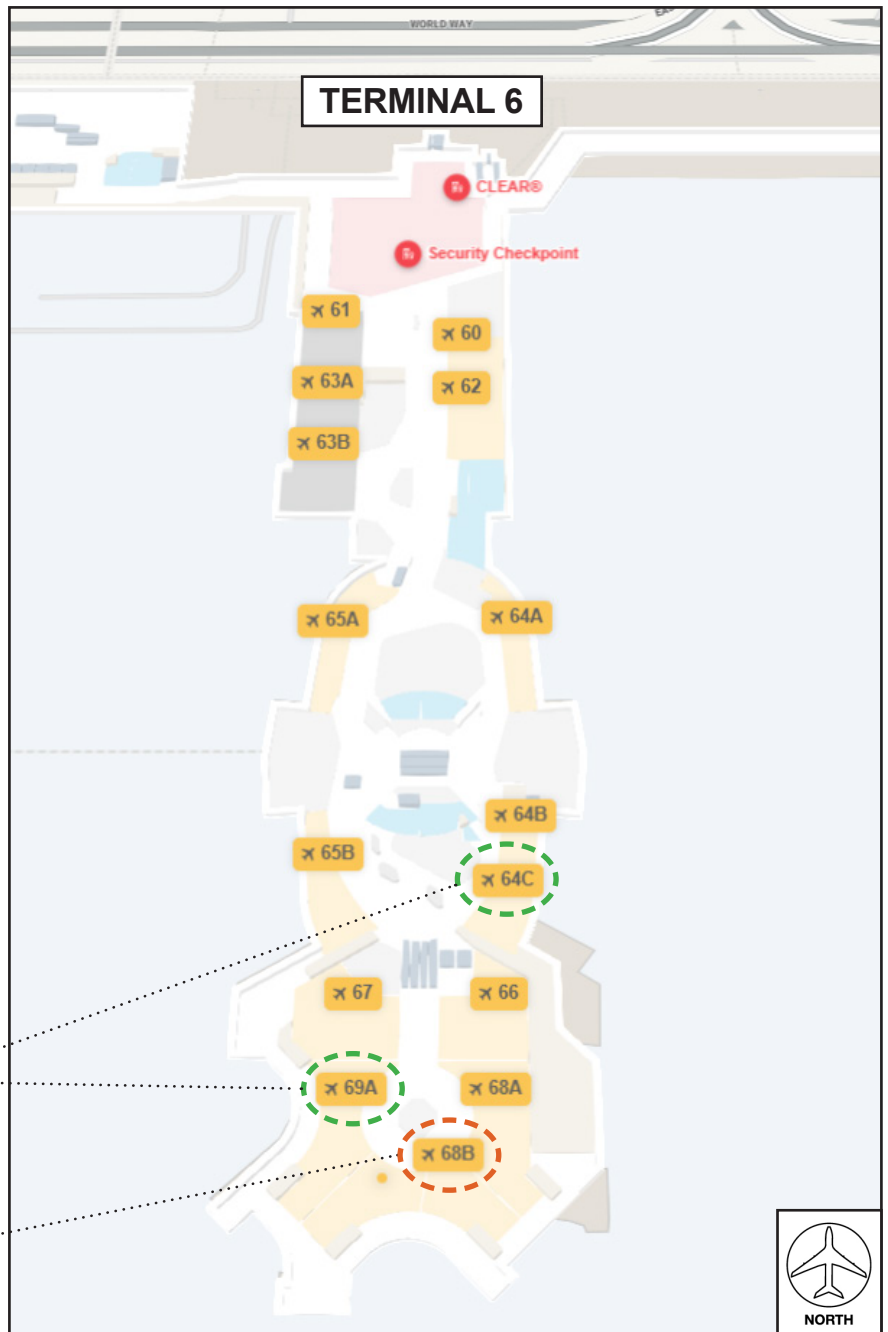 WORLD WAY
TERMINAL 6
CLEAR®
Security Checkpoint
61
60
63A
62
63B
65A
64A
64B
65B
64C
67
66
69A
68A
68B
NORTH